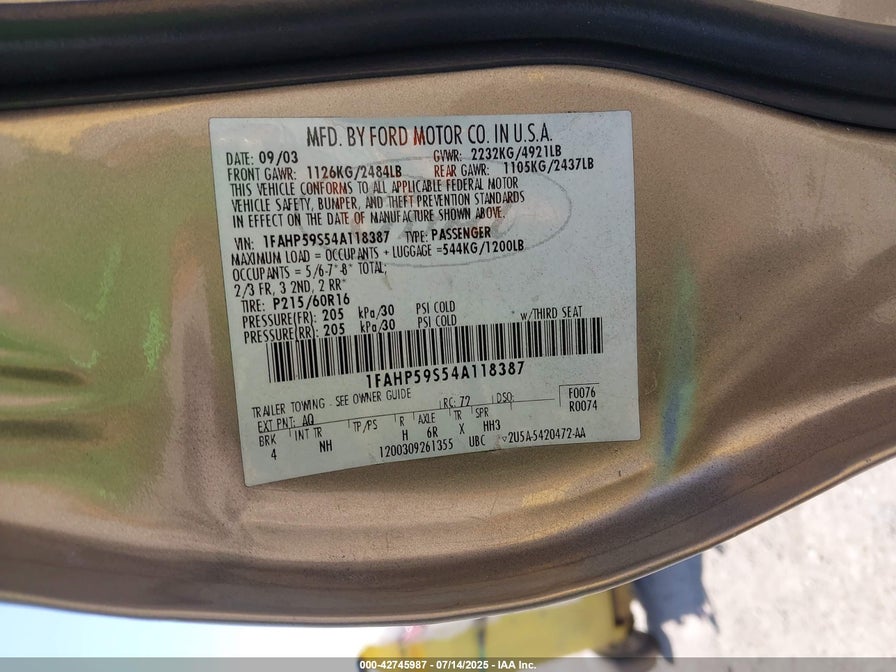 MFD. BY FORD MOTOR CO. IN U.S.A.
DATE: 09/03 GVWR: 2232KG/4921LB
FRONT GAWR: 1126KG/2484LB REAR GAWR: 1105KG/2437LB
THIS VEHICLE CONFORMS TO ALL APPLICABLE FEDERAL MOTOR
VEHICLE SAFETY, BUMPER, AND THEFT PREVENTION STANDARDS
IN EFFECT ON THE DATE OF MANUFACTURE SHOWN ABOVE.
VIN: 1FAHP59S54A118387 TYPE: PASSENGER
MAXIMUM LOAD = OCCUPANTS + LUGGAGE =544KG/1200LB
OCCUPANTS = 5/6-7*-8* TOTAL;
2/3 FR, 3 2ND, 2 RR*
TIRE: P215/60R16
PRESSURE(FR): 205 kPa/30 PSI COLD
PRESSURE(RR): 205 kPa/30 PSI COLD * W/THIRD SEAT
1FAHP59S54A118387
TRAILER TOWING - SEE OWNER GUIDE
EXT PNT: AQ RC: 72 DSO: F0076
R0074
BRK INT TR TP/PS R AXLE TR SPR
4 NH H 6R X HH3
1200309261355 UBC 2U5A-5420472-AA
000-42745987 - 07/14/2025 - IAA Inc.